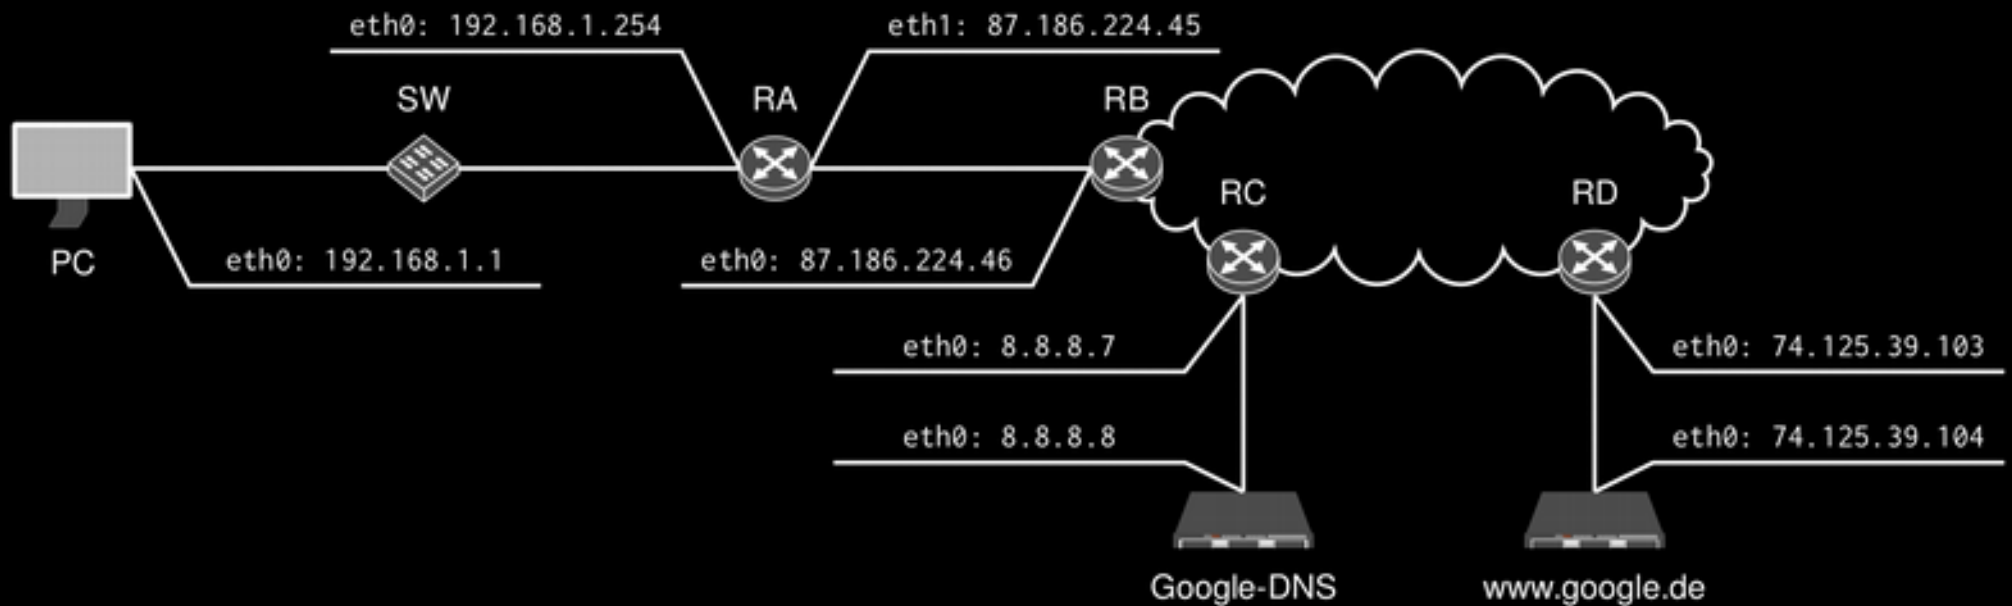 eth0: 192.168.1.254
eth1: 87.186.224.45
SW
RA
RB
RC
RD
PC
eth0: 192.168.1.1
eth0: 87.186.224.46
eth0: 8.8.8.7
eth0: 74.125.39.103
eth0: 8.8.8.8
eth0: 74.125.39.104
Google-DNS
www.google.de